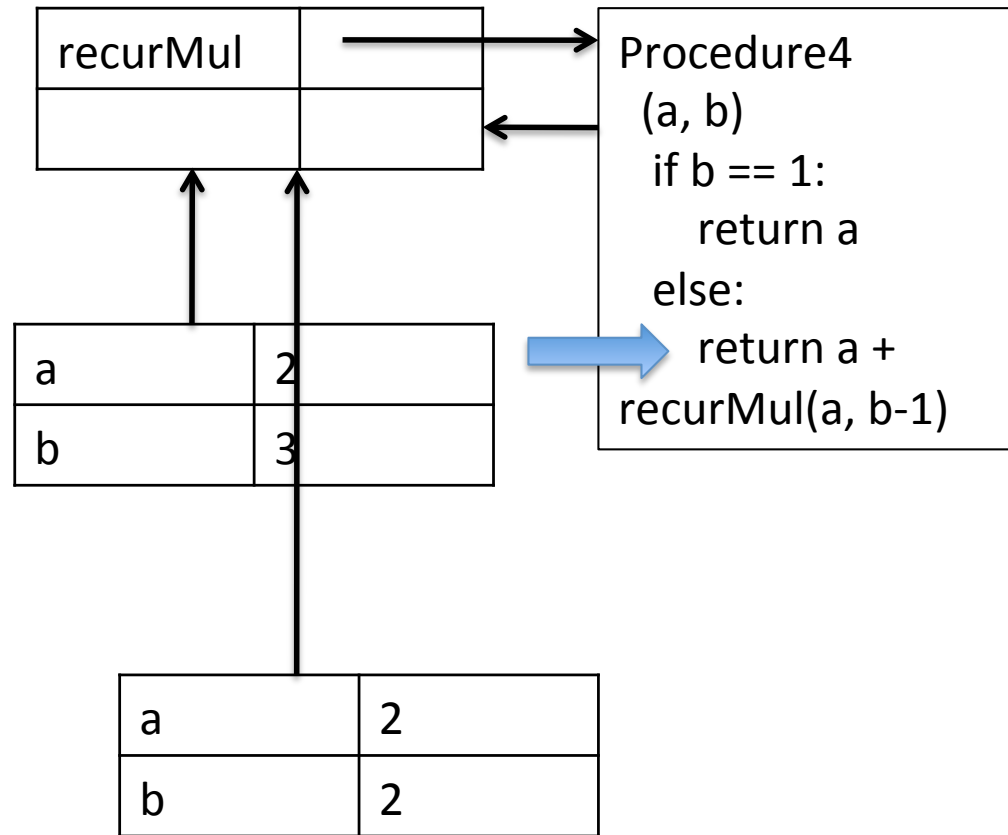 recurMul
Procedure4
(a, b)
if b == 1:
return a
else:
return a +
recurMul(a, b-1)
a 2
b 3
a 2
b 2